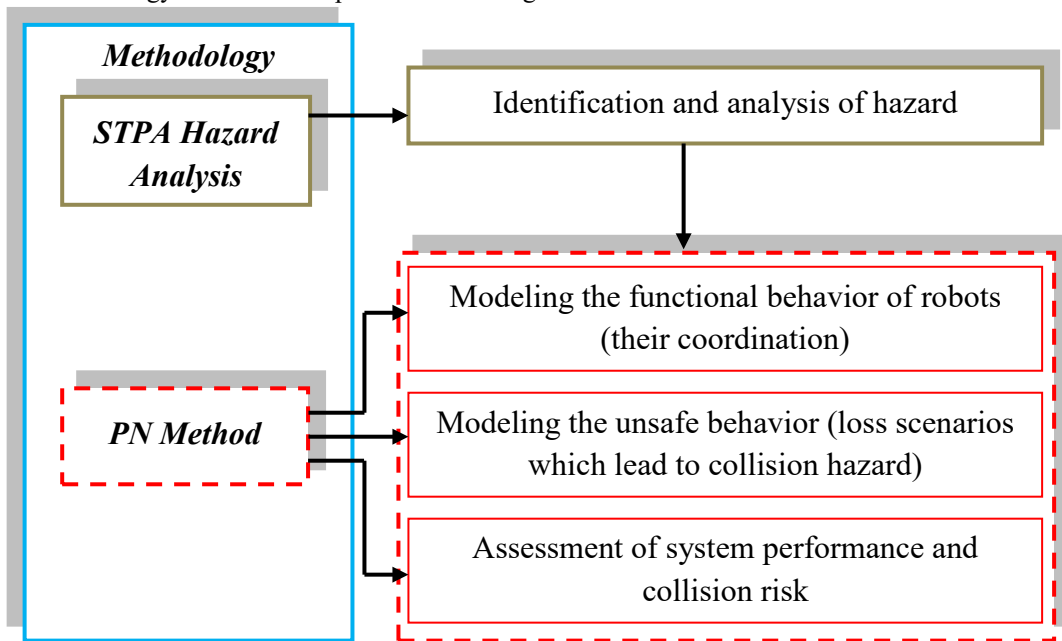 Methodology
STPA Hazard
Analysis
Identification and analysis of hazard
Modeling the functional behavior of robots
(their coordination)
PN Method
Modeling the unsafe behavior (loss scenarios
which lead to collision hazard)
Assessment of system performance and
collision risk